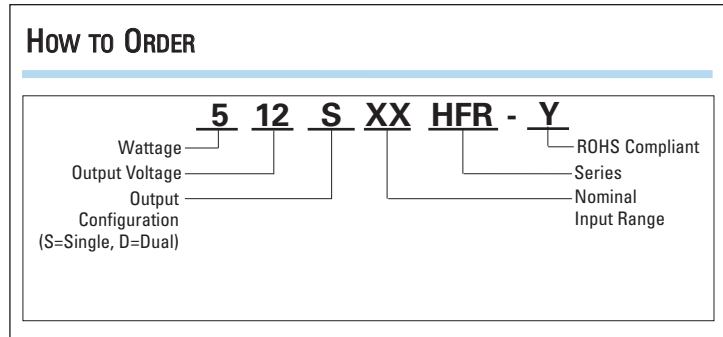 HOW TO ORDER
5 12 S XX HFR - Y
Wattage
ROHS Compliant
Output Voltage
Series
Output
Configuration
(S=Single, D=Dual)
Nominal
Input Range